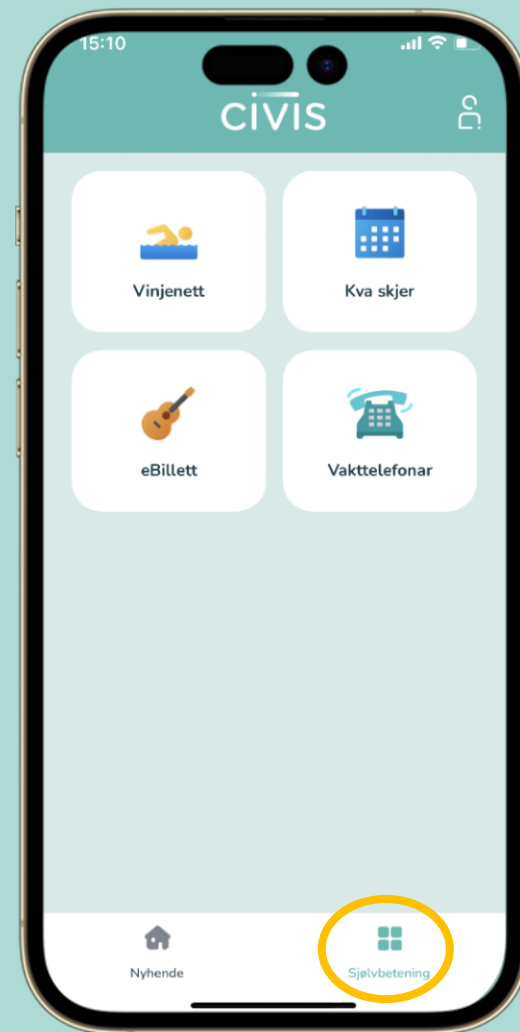 15:10
civis
Vinjenett
Kva skjer
eBillett
Vakttelefonar
Nyhende
Sjølvbetening